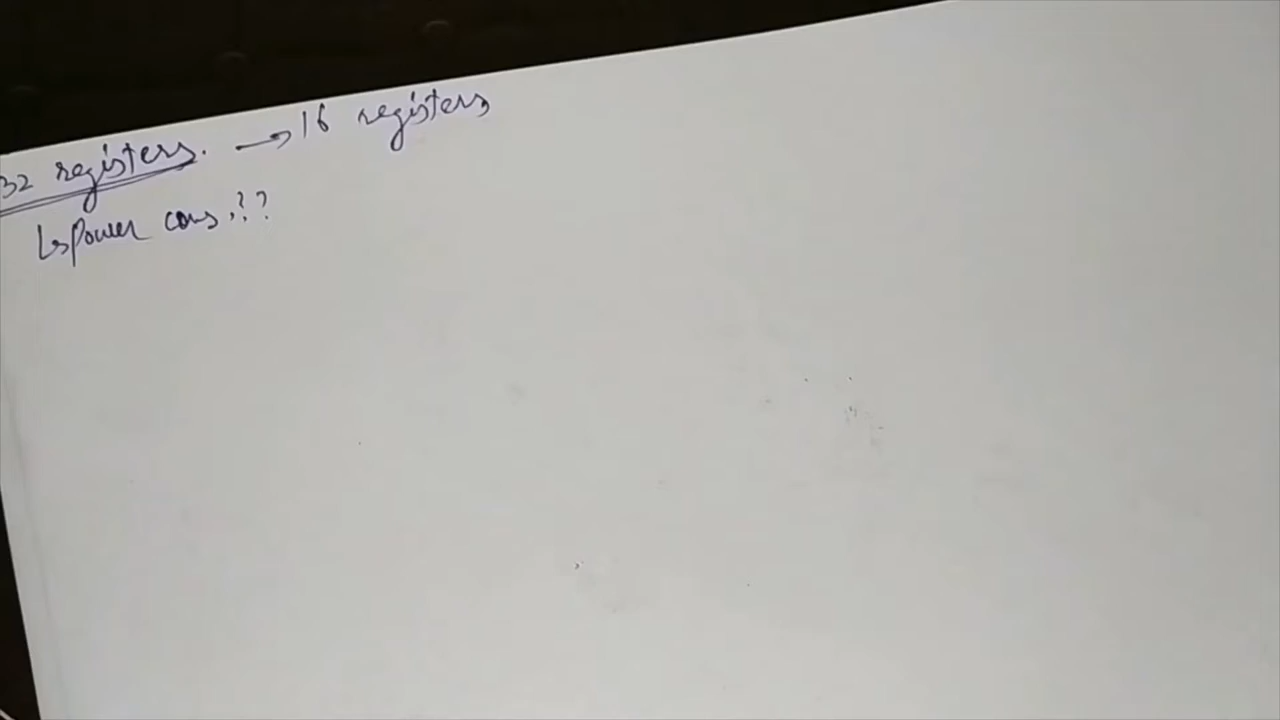 32 registers. → 16 registers
↳ Power cons.??